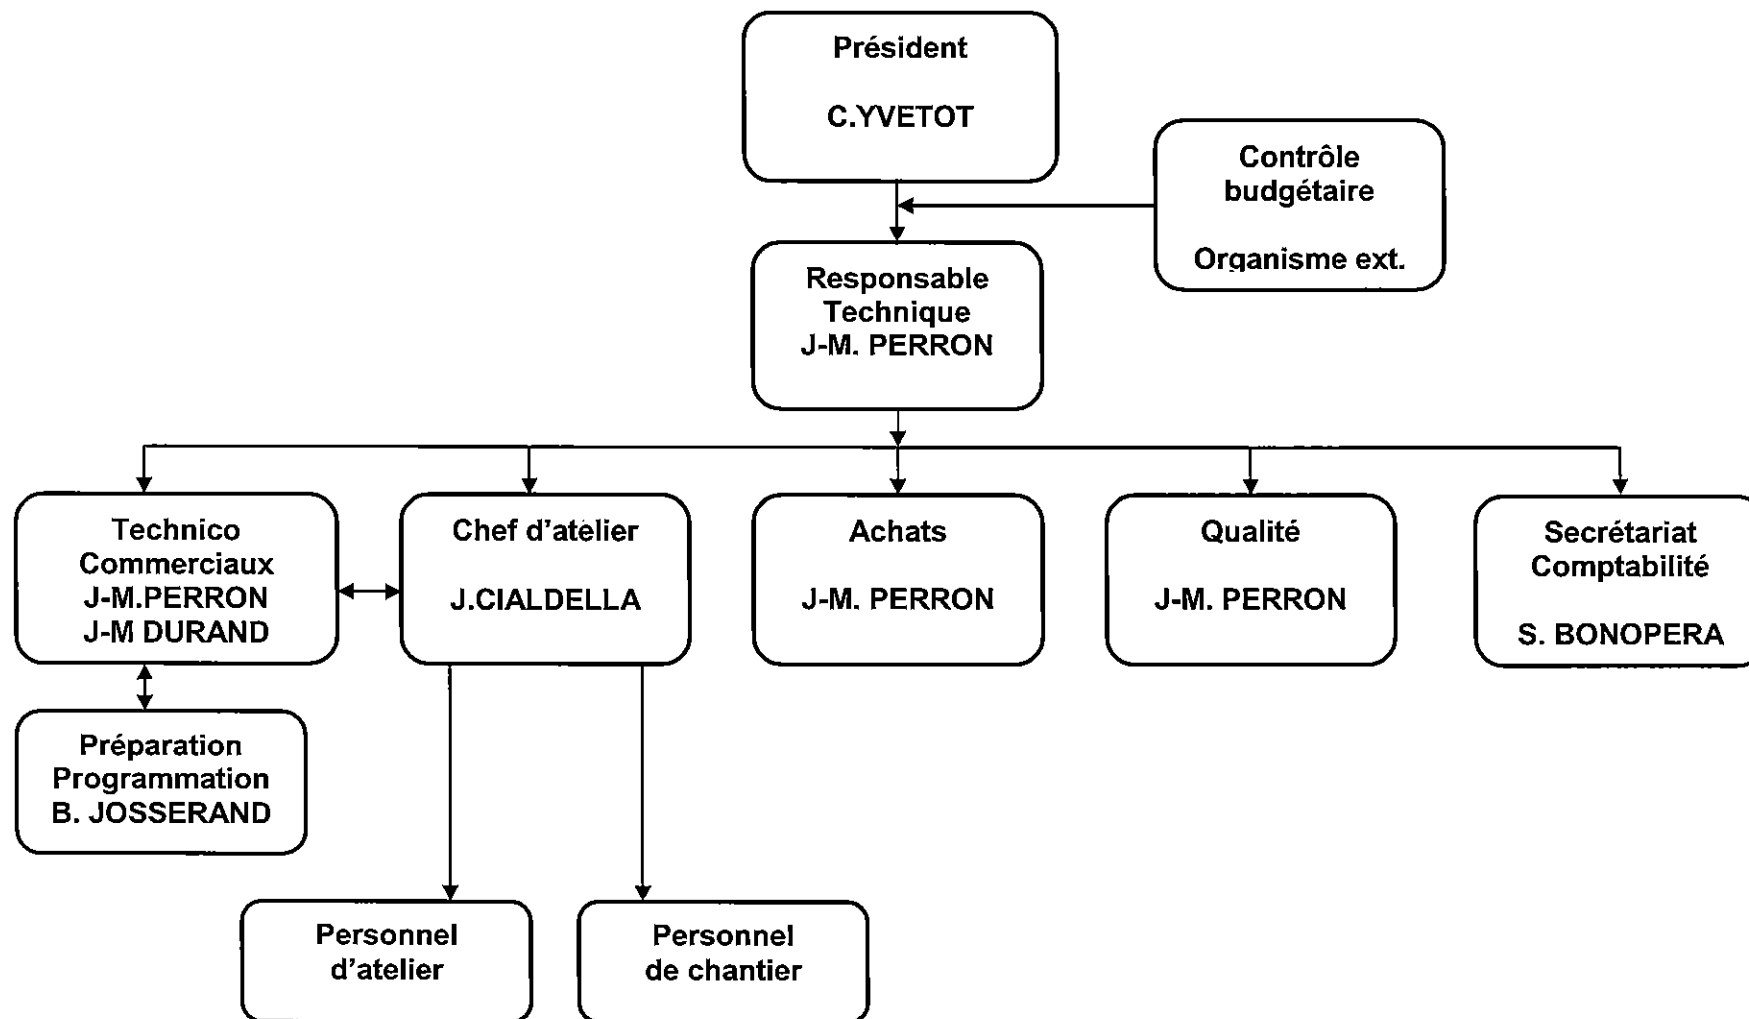 Président
C.YVETOT
Contrôle
budgétaire
Organisme ext.
Responsable
Technique
J-M. PERRON
Technico
Commerciaux
J-M.PERRON
J-M DURAND
Chef d'atelier
J.CIALDELLA
Achats
J-M. PERRON
Qualité
J-M. PERRON
Secrétariat
Comptabilité
S. BONOPERA
Préparation
Programmation
B. JOSSERAND
Personnel
d'atelier
Personnel
de chantier